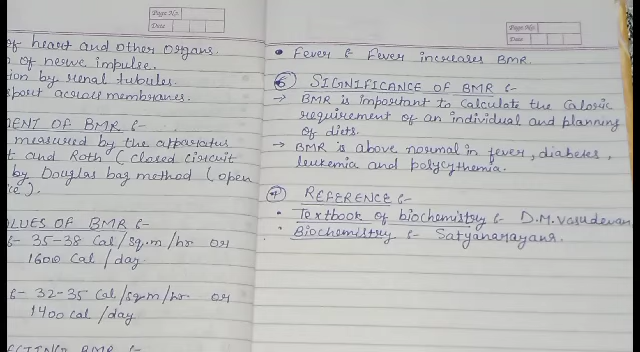 Page No:
Date
of heart and other Organs.
of nerve impulse.
tion by renal tubules.
sport across membranes.
MENT OF BMR :-
measured by the apparatus
t and Roth (closed circuit
by Douglas bag method (open
ALUES OF BMR :-
:- 35-38 Cal/sq.m/hr or
1600 Cal/day.
:- 32-35 Cal/sq.m/hr or
1400 cal/day
ECTING BMR :-
Page No:
Date
• Fever :- Fever increases BMR.
⑥ SIGNIFICANCE OF BMR :-
→ BMR is important to calculate the Caloric
requirement of an individual and planning
of diets.
→ BMR is above normal in fever, diabetes,
leukemia and polycythemia.
⑦ REFERENCE :-
• Textbook of biochemistry :- D.M. Vasudevan
• Biochemistry :- Satyanarayana.